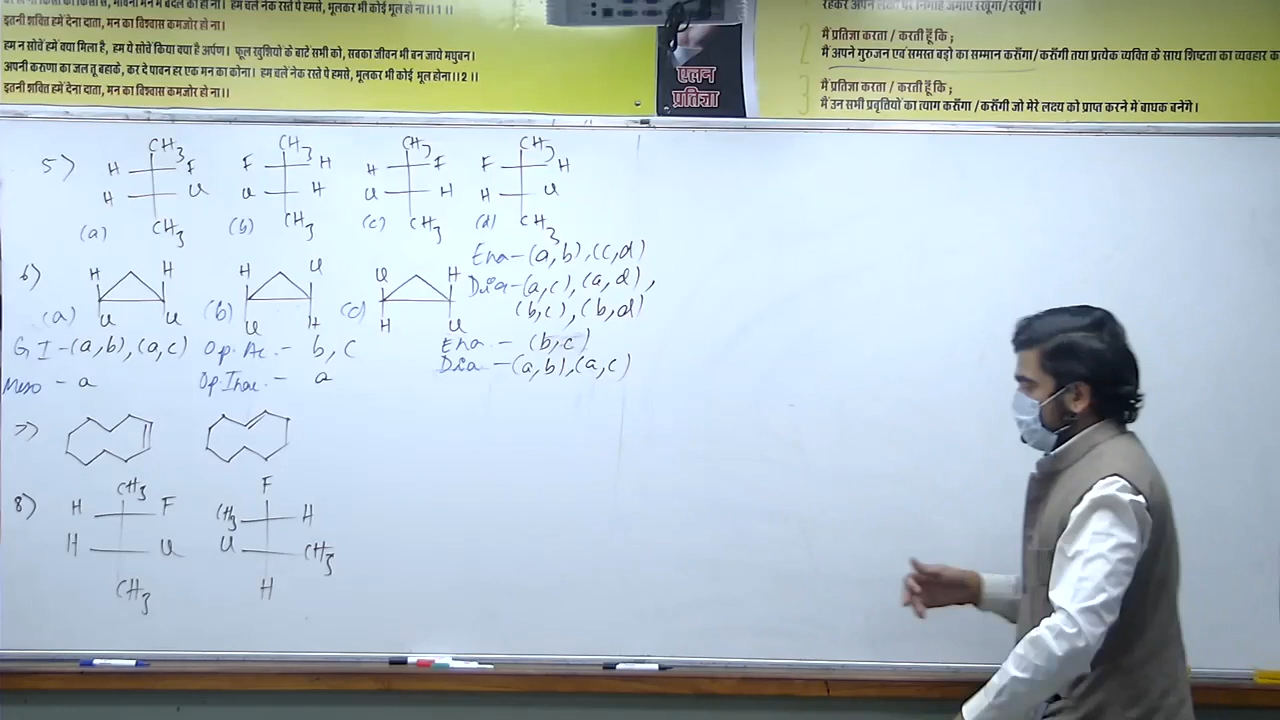 हम न सोचें हमें क्या मिला है, हम ये सोचें किया क्या है अर्पण। फूल खुशियो के बाटे सभी को, सबका जीवन भी बन जाये मधुबन।
अपनी करुणा का जल तू बहाके, कर दे पावन हर एक मन का कोना। हम चले नेक रस्ते पे हमसे, भूलकर भी कोई भूल होना।।2।।
इतनी शक्ति हमें देना दाता, मन का विश्वास कमजोर हो ना।।
एलन
प्रतिज्ञा
2 मैं प्रतिज्ञा करता / करती हूँ कि ;
मैं अपने गुरुजन एवं समस्त बड़ो का सम्मान करूँगा / करूँगी तथा प्रत्येक व्यक्ति के साथ शिष्टता का व्यवहार
3 मैं प्रतिज्ञा करता / करती हूँ कि ;
मैं उन सभी प्रवृत्तियों का त्याग करूँगा / करूँगी जो मेरे लक्ष्य को प्राप्त करने में बाधक बनेंगे।
5) CH3 CH3 CH3 CH3
H F F H H F F H
H Cl Cl H Cl H H Cl
CH3 CH3 CH3 CH3
(a) (b) (c) (d)
Ena-(a,b),(c,d)
Dia-(a,c),(a,d),
(b,c),(b,d)
6) H H H Cl Cl H
(a) Cl Cl (b) Cl H (c) H Cl
GI-(a,b),(a,c) Op. Ac. - b, c Ena. - (b,c)
Meso - a Op. Inac. - a Dia -(a,b),(a,c)
7)
8) CH3 F
H F CH3 H
H Cl Cl CH3
CH3 H